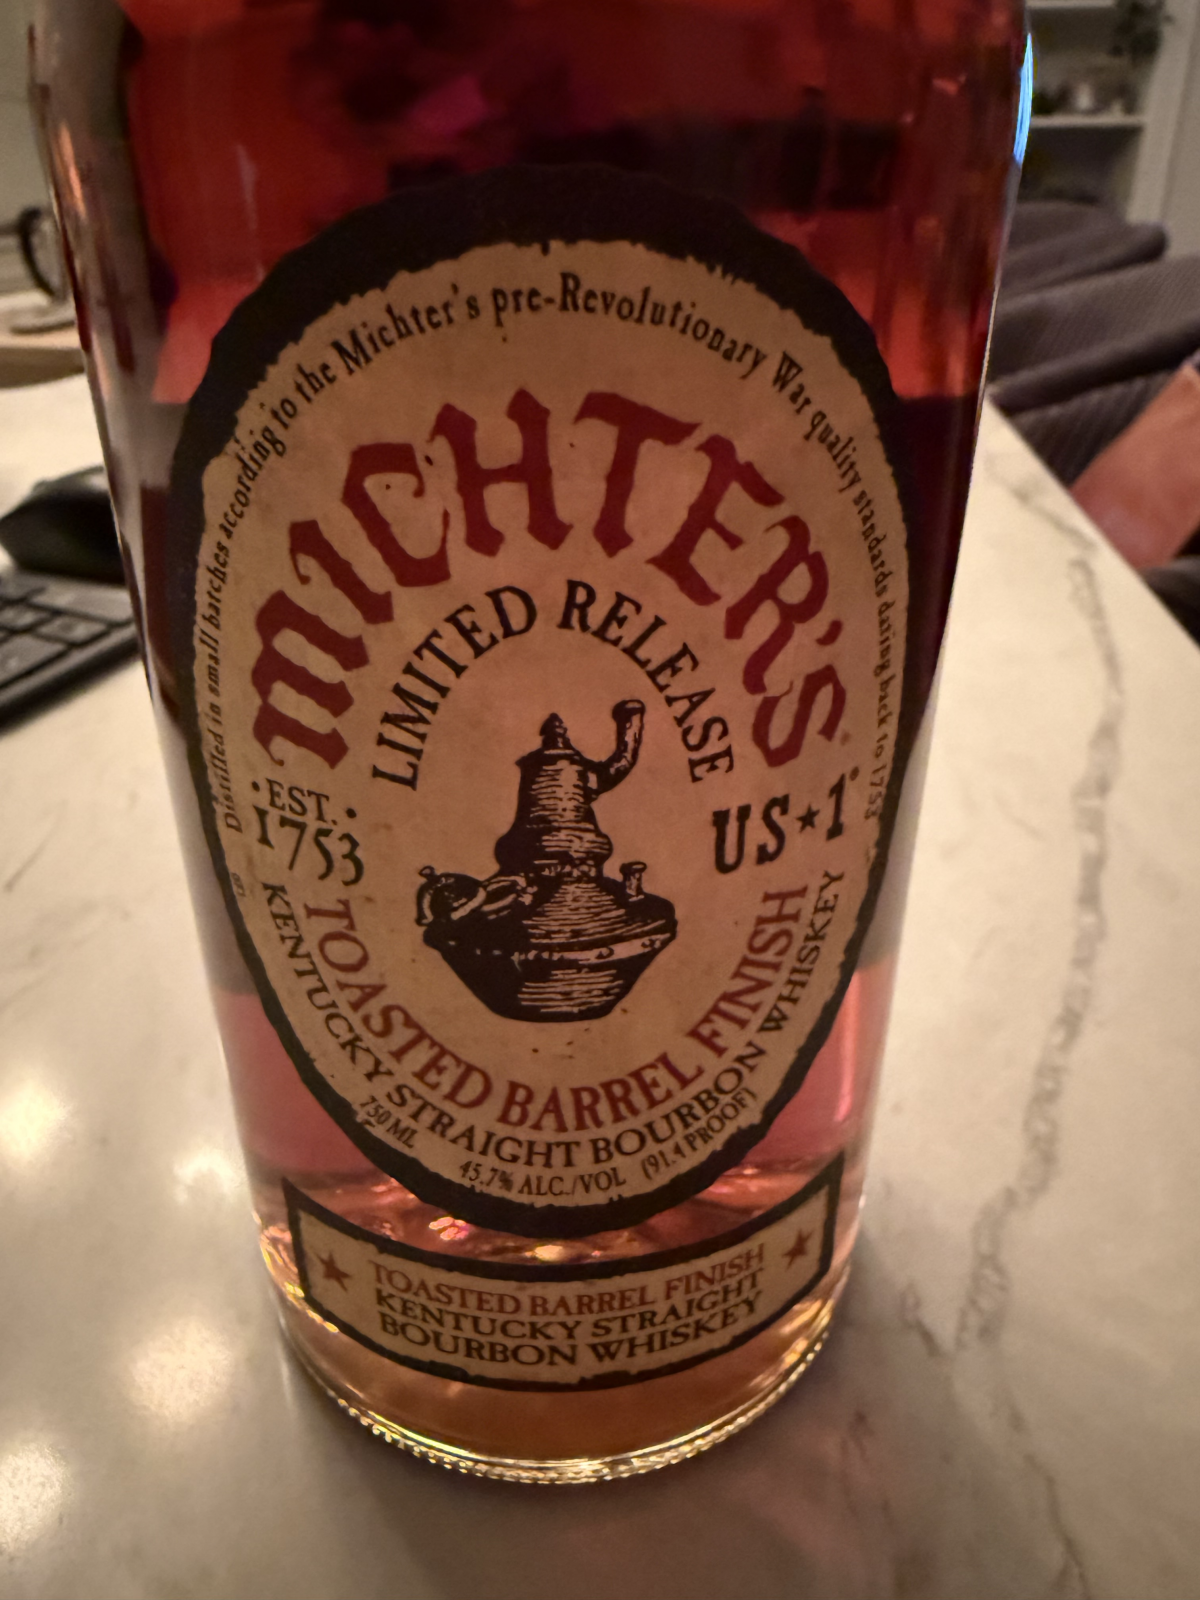 Distilled in small batches according to the Michter's pre-Revolutionary War quality standards dating back to 1753
MICHTER'S
LIMITED RELEASE
•EST.•
1753
US★1°
TOASTED BARREL FINISH
KENTUCKY STRAIGHT BOURBON WHISKEY
750 ML 45.7% ALC./VOL (91.4 PROOF)
TOASTED BARREL FINISH
KENTUCKY STRAIGHT
BOURBON WHISKEY